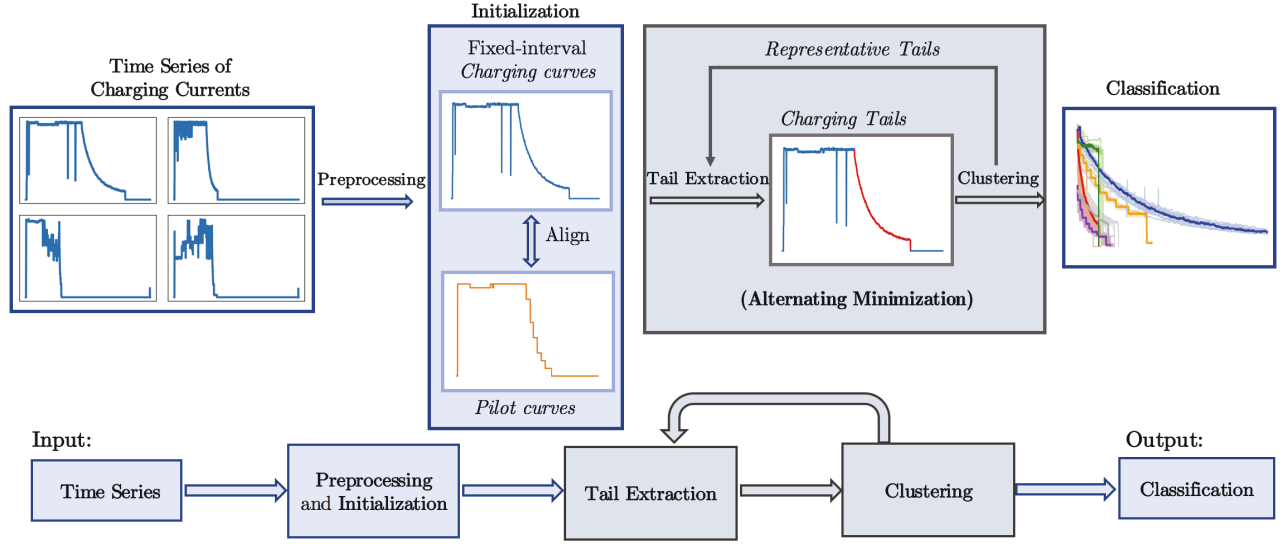 Initialization
Time Series of
Charging Currents
Fixed-interval
Charging curves
Representative Tails
Classification
Charging Tails
Preprocessing
Tail Extraction
Clustering
Align
(Alternating Minimization)
Pilot curves
Input:
Output:
Time Series
Preprocessing
and Initialization
Tail Extraction
Clustering
Classification